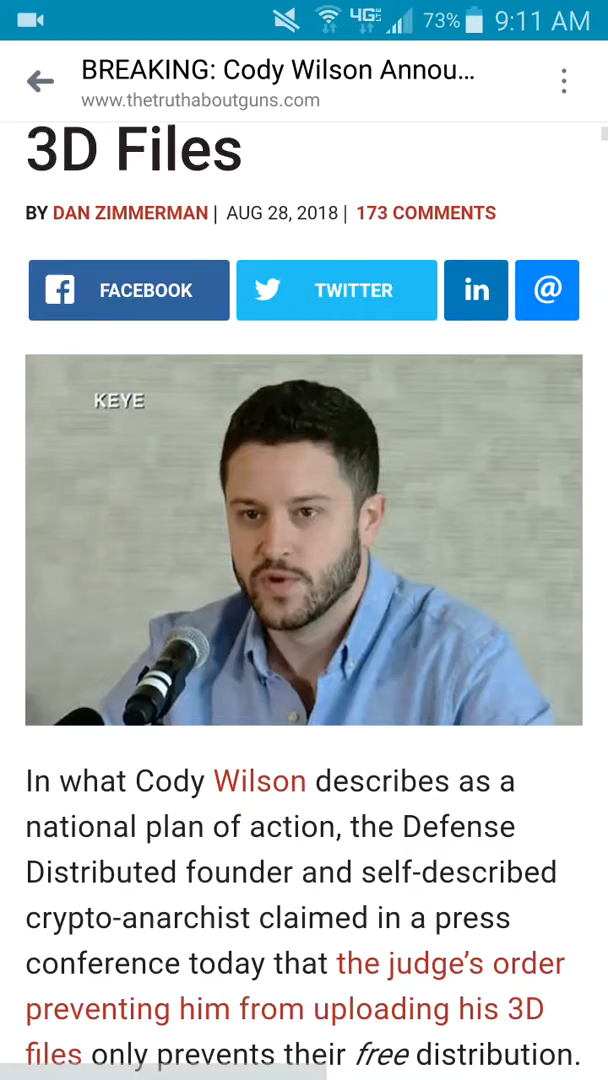 4G LTE 73% 9:11 AM
BREAKING: Cody Wilson Annou...
www.thetruthaboutguns.com
3D Files
BY DAN ZIMMERMAN | AUG 28, 2018 | 173 COMMENTS
FACEBOOK TWITTER in @
KEYE
In what Cody Wilson describes as a
national plan of action, the Defense
Distributed founder and self-described
crypto-anarchist claimed in a press
conference today that the judge’s order
preventing him from uploading his 3D
files only prevents their free distribution.